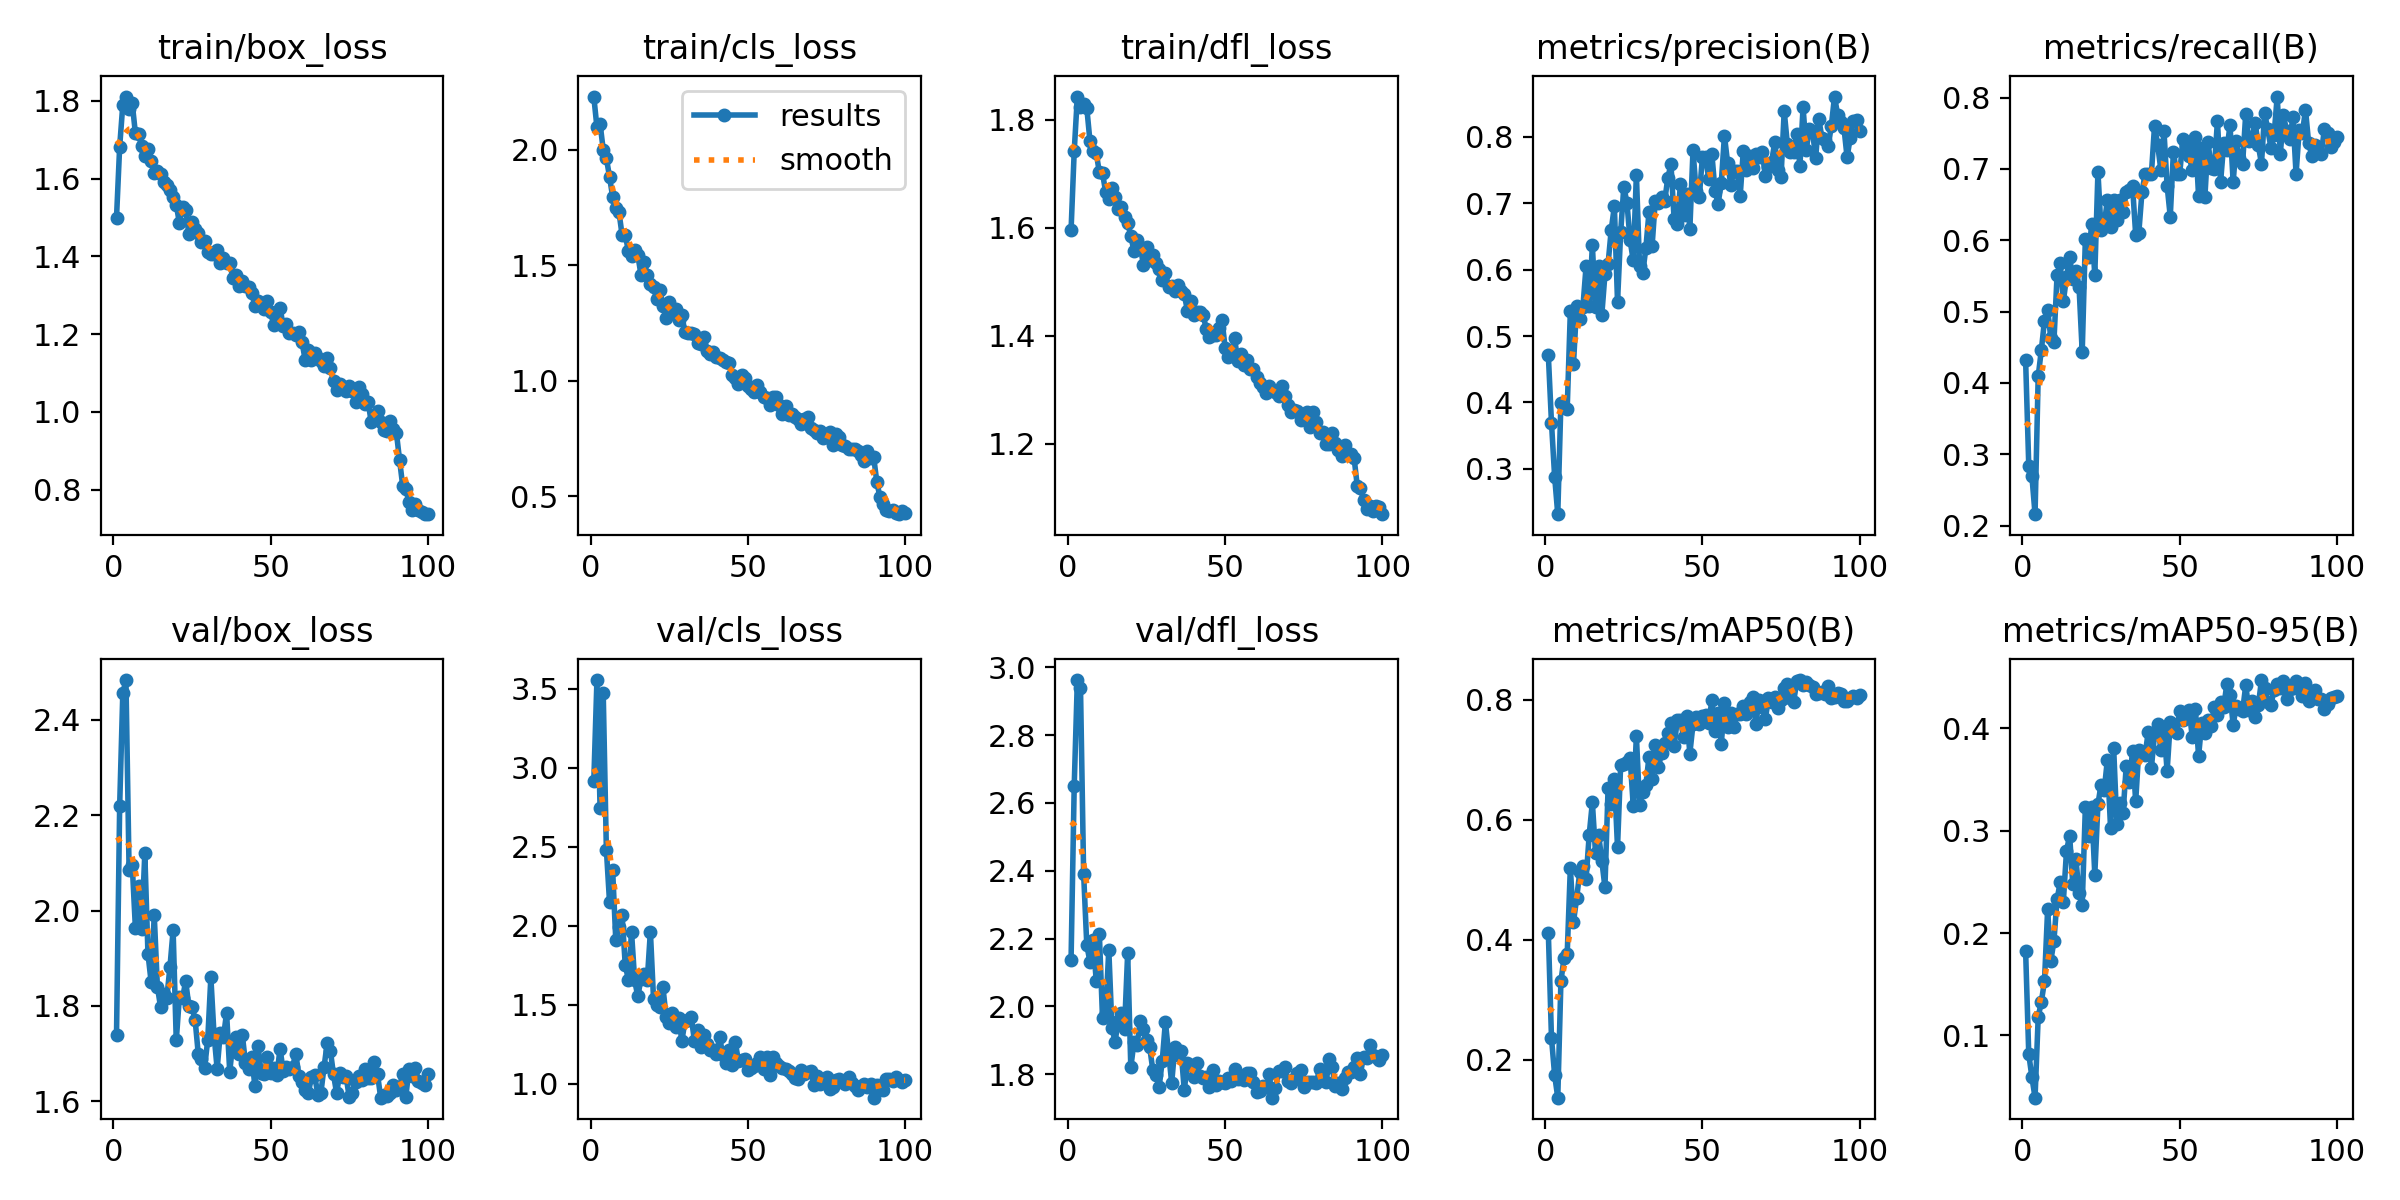 train/box_loss
1.8
1.6
1.4
1.2
1.0
0.8
0 50 100
train/cls_loss
results
smooth
2.0
1.5
1.0
0.5
0 50 100
train/dfl_loss
1.8
1.6
1.4
1.2
0 50 100
metrics/precision(B)
0.8
0.7
0.6
0.5
0.4
0.3
0 50 100
metrics/recall(B)
0.8
0.7
0.6
0.5
0.4
0.3
0.2
0 50 100
val/box_loss
2.4
2.2
2.0
1.8
1.6
0 50 100
val/cls_loss
3.5
3.0
2.5
2.0
1.5
1.0
0 50 100
val/dfl_loss
3.0
2.8
2.6
2.4
2.2
2.0
1.8
0 50 100
metrics/mAP50(B)
0.8
0.6
0.4
0.2
0 50 100
metrics/mAP50-95(B)
0.4
0.3
0.2
0.1
0 50 100